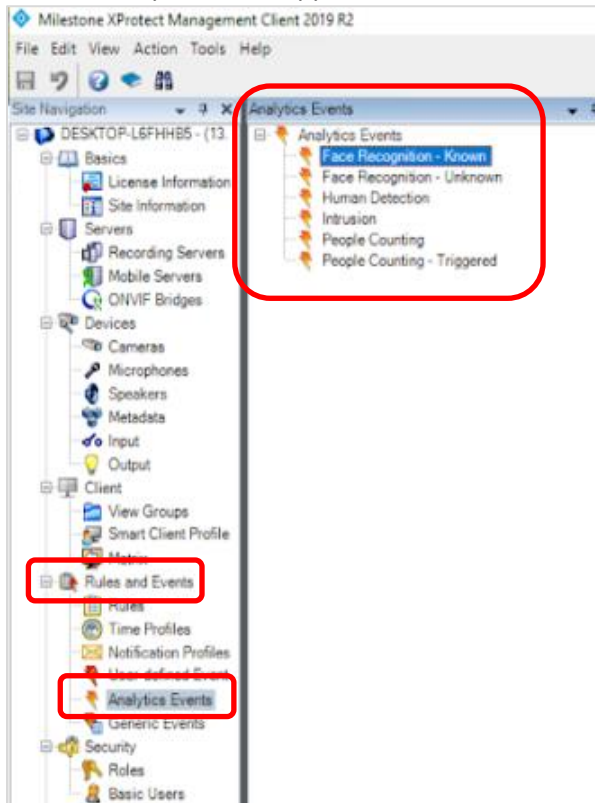 Milestone XProtect Management Client 2019 R2
File Edit View Action Tools Help
Site Navigation
DESKTOP-L6FHHB5 - (13.
Basics
License Information
Site Information
Servers
Recording Servers
Mobile Servers
ONVIF Bridges
Devices
Cameras
Microphones
Speakers
Metadata
Input
Output
Client
View Groups
Smart Client Profile
Matrix
Rules and Events
Rules
Time Profiles
Notification Profiles
User-defined Event
Analytics Events
Generic Events
Security
Roles
Basic Users
Analytics Events
Analytics Events
Face Recognition - Known
Face Recognition - Unknown
Human Detection
Intrusion
People Counting
People Counting - Triggered